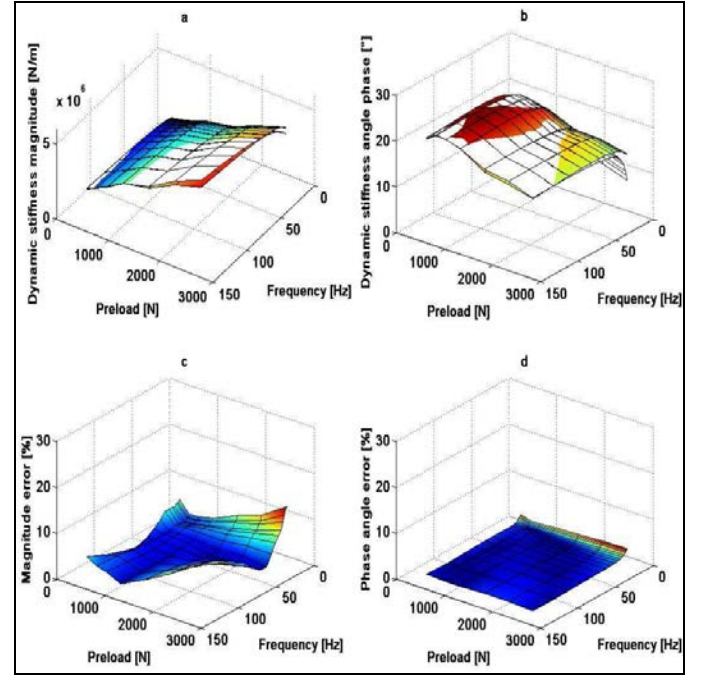 a
Dynamic stiffness magnitude [N/m]
x 10^6
5
0
0
1000
2000
3000
Preload [N]
150
100
50
0
Frequency [Hz]
b
Dynamic stiffness angle phase [°]
30
20
10
0
0
1000
2000
3000
Preload [N]
150
100
50
0
Frequency [Hz]
c
Magnitude error [%]
30
20
10
0
0
1000
2000
3000
Preload [N]
150
100
50
0
Frequency [Hz]
d
Phase angle error [%]
30
20
10
0
0
1000
2000
3000
Preload [N]
150
100
50
0
Frequency [Hz]